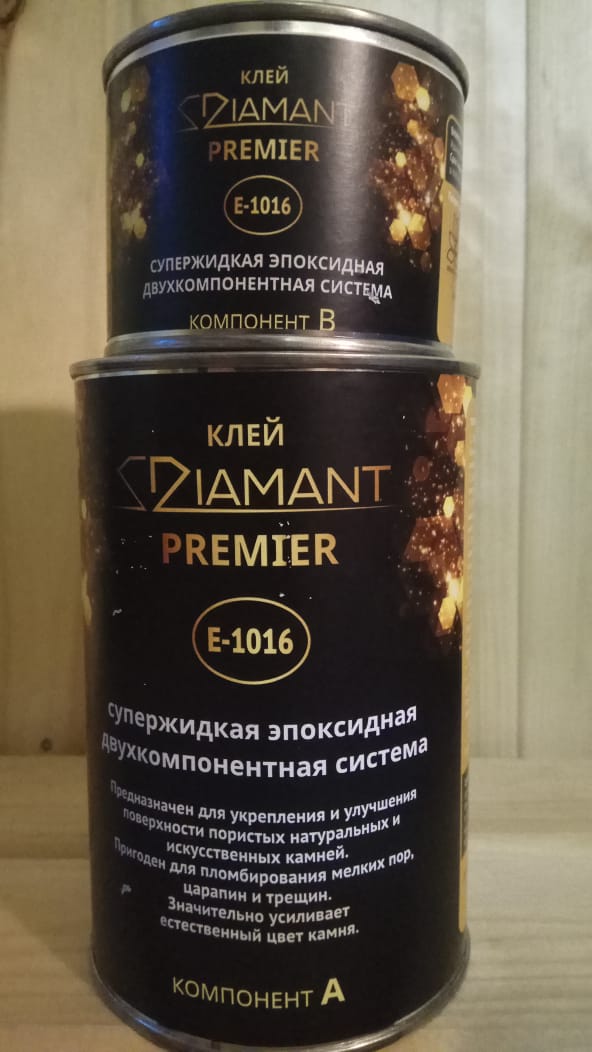 КЛЕЙ
DIAMANT
PREMIER
E-1016
СУПЕРЖИДКАЯ ЭПОКСИДНАЯ
ДВУХКОМПОНЕНТНАЯ СИСТЕМА
КОМПОНЕНТ B
КЛЕЙ
DIAMANT
PREMIER
E-1016
супержидкая эпоксидная
двухкомпонентная система
Предназначен для укрепления и улучшения
поверхности пористых натуральных и
искусственных камней.
Пригоден для пломбирования мелких пор,
царапин и трещин.
Значительно усиливает
естественный цвет камня.
КОМПОНЕНТ A